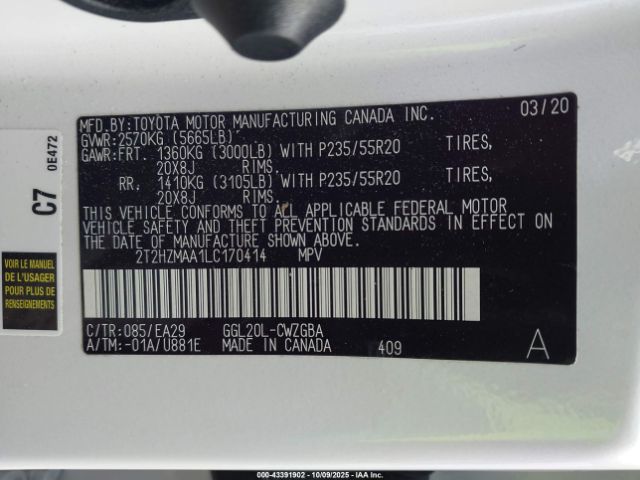 MFD.BY:TOYOTA MOTOR MANUFACTURING CANADA INC. 03/20
GVWR:2570KG (5665LB)
GAWR:FRT. 1360KG (3000LB) WITH P235/55R20 TIRES,
20X8J RIMS.
RR. 1410KG (3105LB) WITH P235/55R20 TIRES,
20X8J RIMS.
THIS VEHICLE CONFORMS TO ALL APPLICABLE FEDERAL MOTOR
VEHICLE SAFETY AND THEFT PREVENTION STANDARDS IN EFFECT ON
THE DATE OF MANUFACTURE SHOWN ABOVE.
2T2HZMAA1LC170414 MPV
C/TR:085/EA29 GGL20L-CWZGBA
A/TM:-01A/U881E MADE IN CANADA 409 A
C7 0E472
VOIR LE MANUEL
DE L'USAGER
POUR PLUS
D'INFORMATIONS
000-43391902 - 10/09/2025 - IAA Inc.